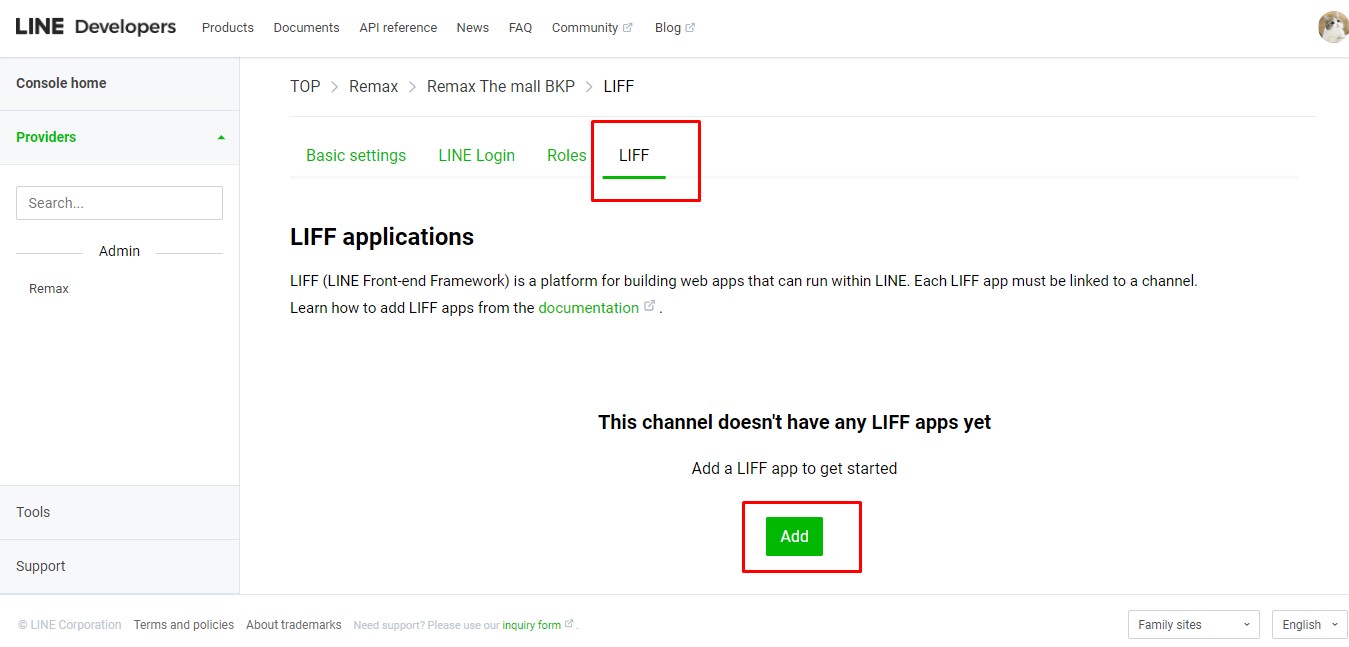 LINE Developers Products Documents API reference News FAQ Community Blog
Console home
Providers
Search...
Admin
Remax
Tools
Support
TOP Remax Remax The mall BKP LIFF
Basic settings LINE Login Roles LIFF
LIFF applications
LIFF (LINE Front-end Framework) is a platform for building web apps that can run within LINE. Each LIFF app must be linked to a channel.
Learn how to add LIFF apps from the documentation .
This channel doesn't have any LIFF apps yet
Add a LIFF app to get started
Add
© LINE Corporation Terms and policies About trademarks Need support? Please use our inquiry form . Family sites English